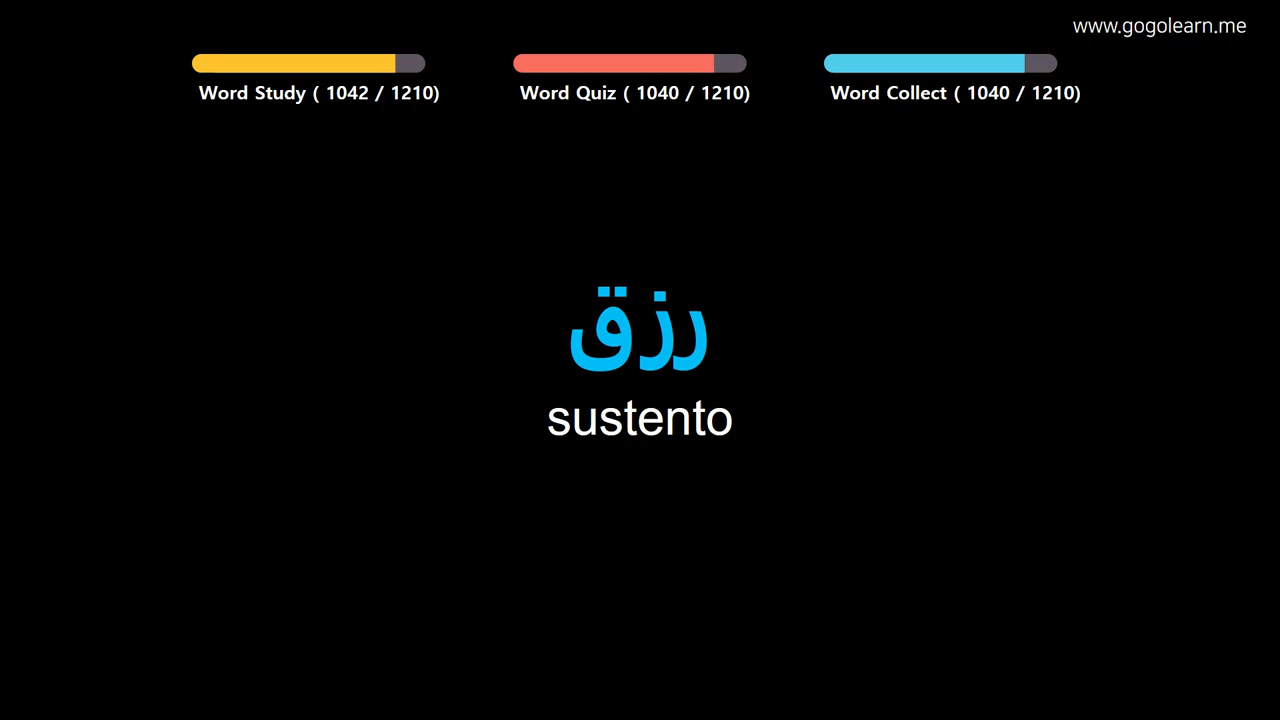 www.gogolearn.me
Word Study ( 1042 / 1210)
Word Quiz ( 1040 / 1210)
Word Collect ( 1040 / 1210)
رزق
sustento